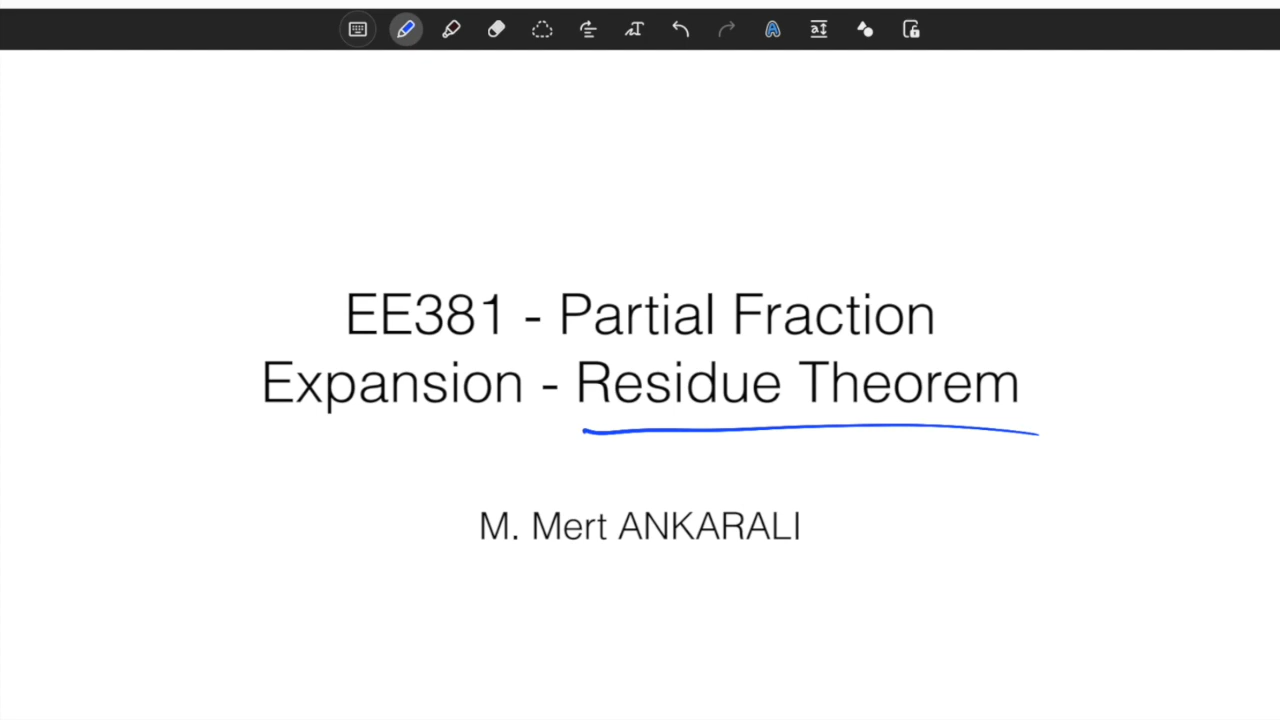 EE381 - Partial Fraction
Expansion - Residue Theorem
M. Mert ANKARALI